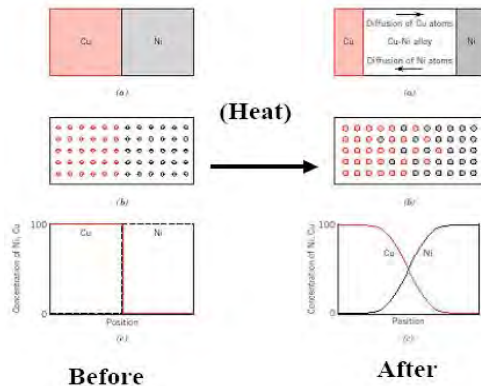 Cu
Ni
(a)
(b)
100
Cu
Ni
0
Concentration of Ni, Cu
Position
(c)
Before
(Heat)
Diffusion of Cu atoms
Cu
Cu-Ni alloy
Ni
Diffusion of Ni atoms
(a)
(b)
100
Cu
Ni
0
Concentration of Ni, Cu
Position
(c)
After